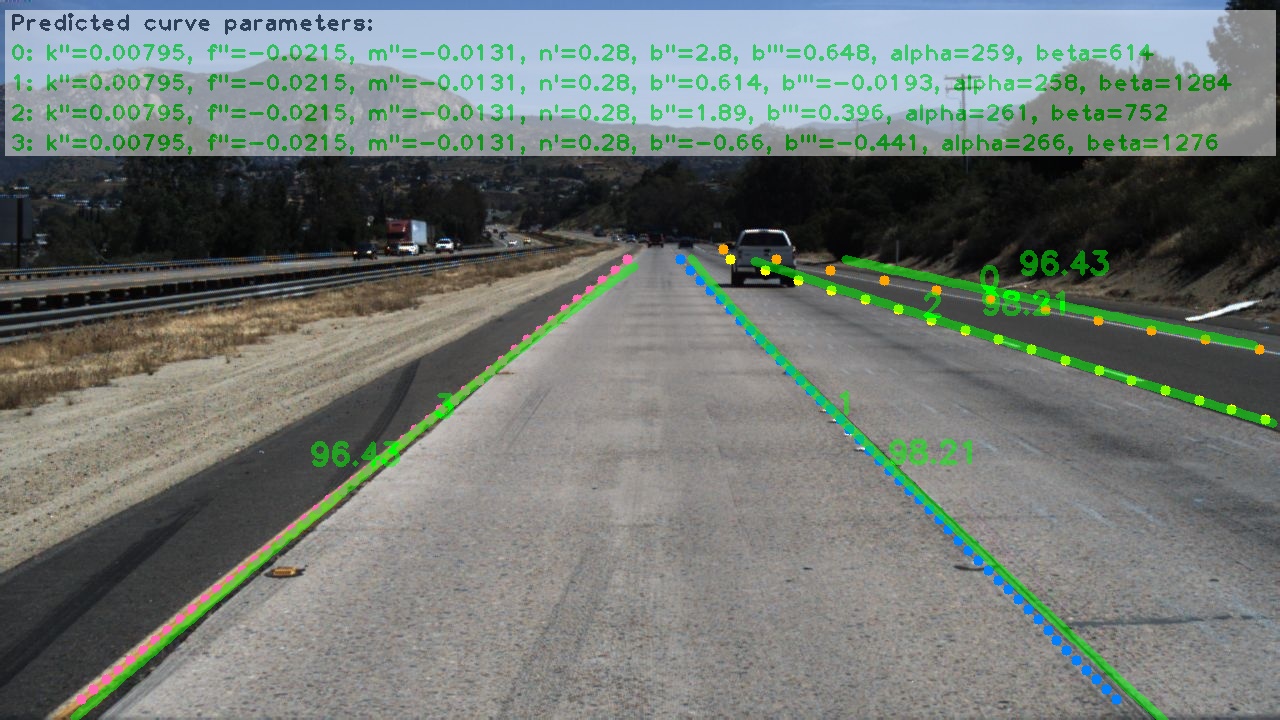 Predicted curve parameters:
0: k''=0.00795, f''=-0.0215, m''=-0.0131, n'=0.28, b''=2.8, b'''=0.648, alpha=259, beta=614
1: k''=0.00795, f''=-0.0215, m''=-0.0131, n'=0.28, b''=0.614, b'''=-0.0193, alpha=258, beta=1284
2: k''=0.00795, f''=-0.0215, m''=-0.0131, n'=0.28, b''=1.89, b'''=0.396, alpha=261, beta=752
3: k''=0.00795, f''=-0.0215, m''=-0.0131, n'=0.28, b''=-0.66, b'''=-0.441, alpha=266, beta=1276
96.43
0
2 98.21
3 1
96.43 98.21